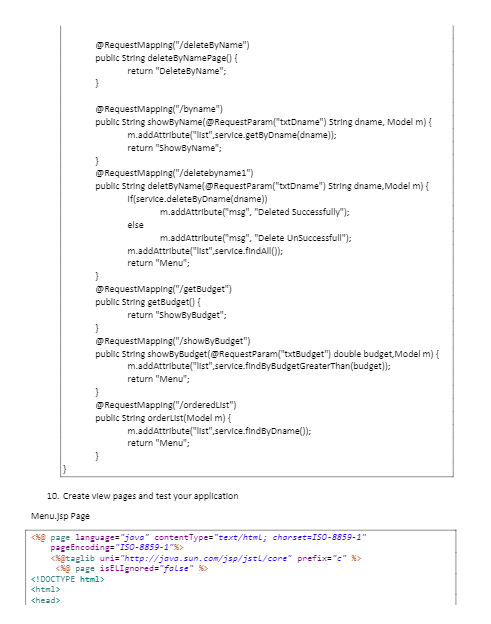 @RequestMapping("/deleteByName")
public String deleteByNamePage() {
return "DeleteByName";
}
@RequestMapping("/byname")
public String showByName(@RequestParam("txtDname") String dname, Model m) {
m.addAttribute("list",service.getByDname(dname));
return "ShowByName";
}
@RequestMapping("/deletebyname1")
public String deletByName(@RequestParam("txtDname") String dname,Model m) {
if(service.deleteByDname(dname))
m.addAttribute("msg", "Deleted Successfully");
else
m.addAttribute("msg", "Delete UnSuccessfull");
m.addAttribute("list",service.findAll());
return "Menu";
}
@RequestMapping("/getBudget")
public String getBudget() {
return "ShowByBudget";
}
@RequestMapping("/showByBudget")
public String showByBudget(@RequestParam("txtBudget") double budget,Model m) {
m.addAttribute("list",service.findByBudgetGreaterThan(budget));
return "Menu";
}
@RequestMapping("/orderedList")
public String orderList(Model m) {
m.addAttribute("list",service.findByDname());
return "Menu";
}
}
10. Create view pages and test your application
Menu.jsp Page
<%@ page language="java" contentType="text/html; charset=ISO-8859-1"
pageEncoding="ISO-8859-1"%>
<%@taglib uri="http://java.sun.com/jsp/jstl/core" prefix="c" %>
<%@ page isELIgnored="false" %>
<!DOCTYPE html>
<html>
<head>